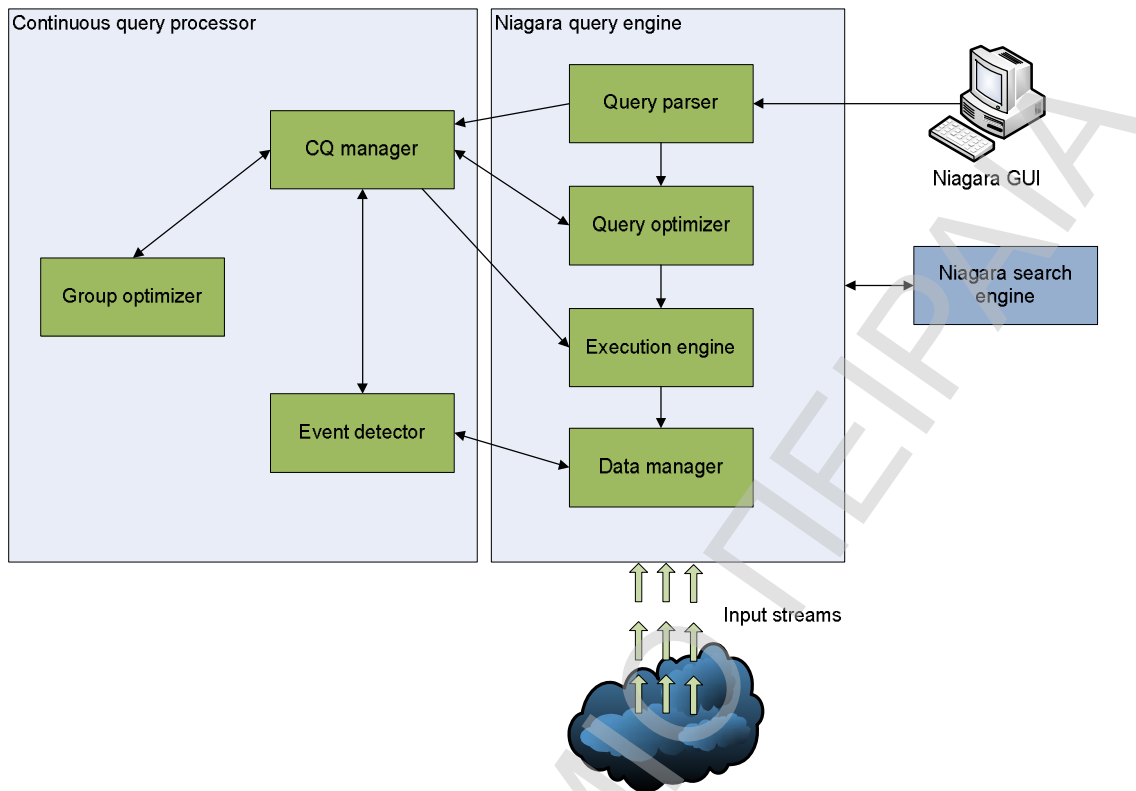 Continuous query processor
Niagara query engine
Query parser
CQ manager
Niagara GUI
Query optimizer
Group optimizer
Niagara search
engine
Execution engine
Event detector
Data manager
Input streams
ΠΕΙΡΑΙΑ